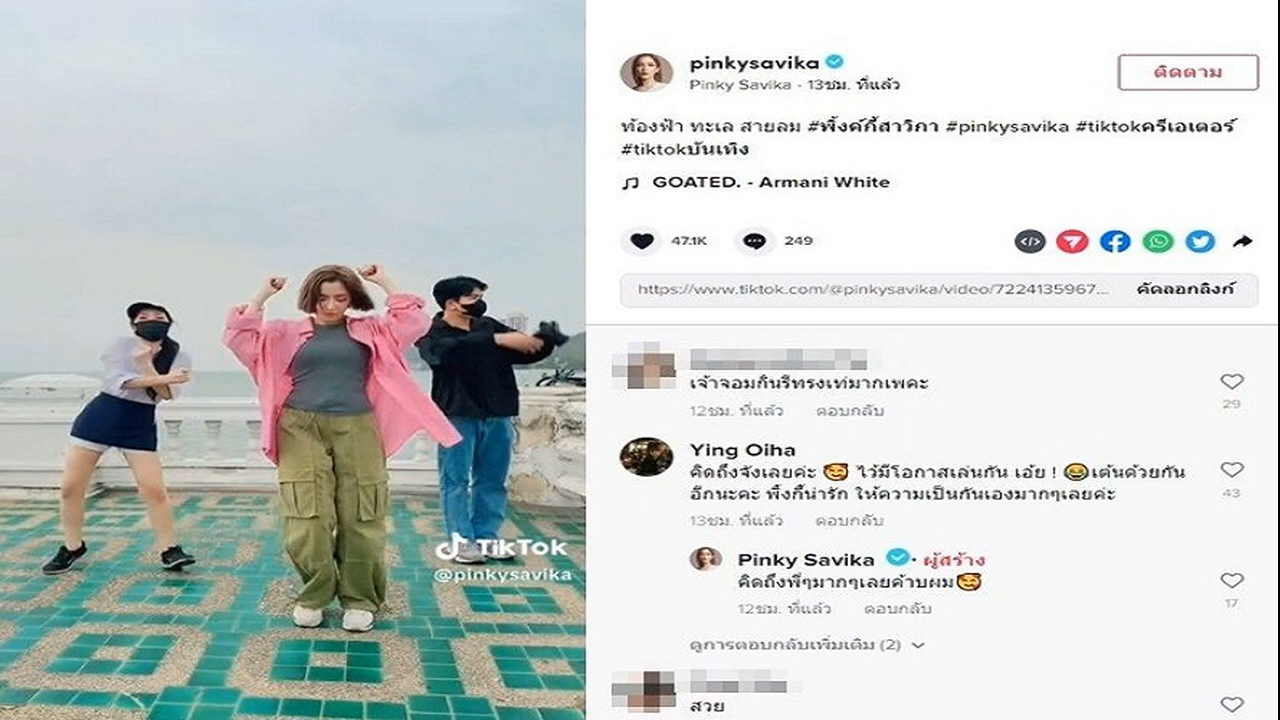 TikTok
@pinkysavika
pinkysavika
Pinky Savika · 13ชม. ที่แล้ว
ติดตาม
ท้องฟ้า ทะเล สายลม #พิ้งค์กี้สาวิกา #pinkysavika #tiktokครีเอเตอร์
#tiktokบันเทิง
GOATED. - Armani White
47.1K
249
https://www.tiktok.com/@pinkysavika/video/7224135967...
คัดลอกลิงก์
เจ้าจอมก็นรีทรงเท่มากเพคะ
29
12ชม. ที่แล้ว ตอบกลับ
Ying Oiha
คิดถึงจังเลยค่ะ 🥰 ไว้มีโอกาสเล่นกัน เอ้ย ! 😂เต้นด้วยกัน
อีกนะคะ พิ้งกี้น่ารัก ให้ความเป็นกันเองมากๆเลยค่ะ
43
13ชม. ที่แล้ว ตอบกลับ
Pinky Savika · ผู้สร้าง
คิดถึงพี่ๆมากๆเลยค้าบผม🥰
17
12ชม. ที่แล้ว ตอบกลับ
ดูการตอบกลับเพิ่มเติม (2)
สวย